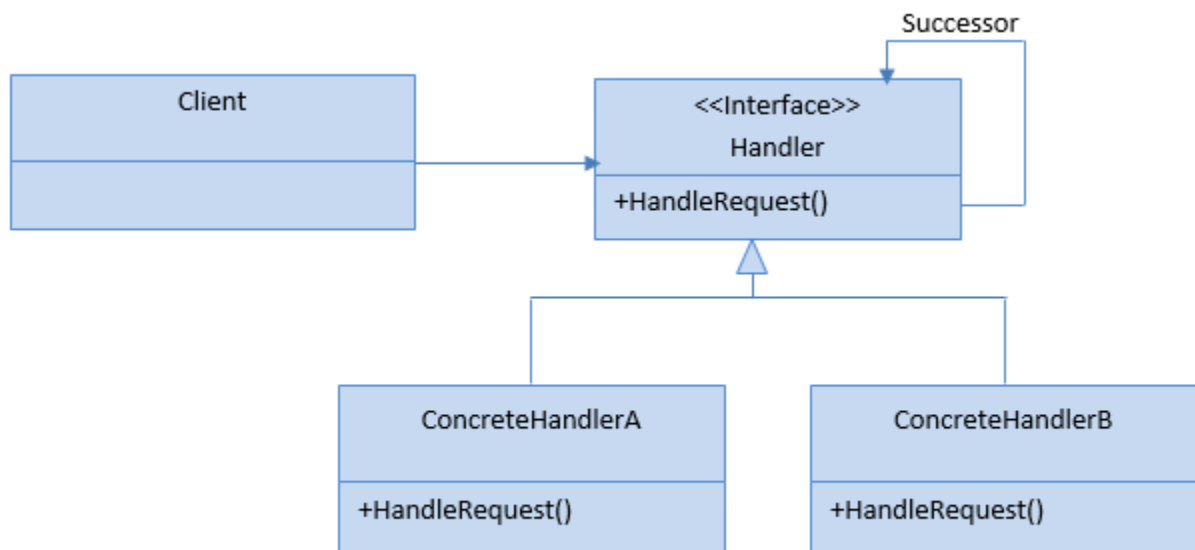 Successor
Client
<<Interface>>
Handler
+HandleRequest()
ConcreteHandlerA
+HandleRequest()
ConcreteHandlerB
+HandleRequest()